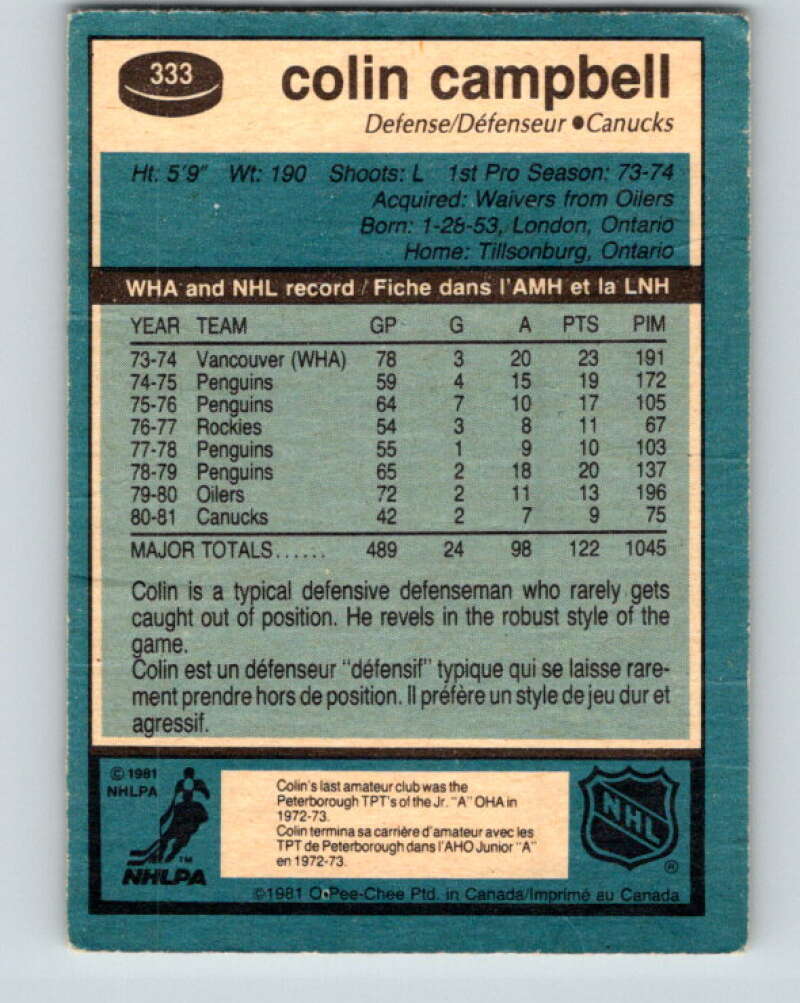 333
colin campbell
Defense/Défenseur ●Canucks
Ht: 5'9" Wt: 190 Shoots: L 1st Pro Season: 73-74
Acquired: Waivers from Oilers
Born: 1-28-53, London, Ontario
Home: Tillsonburg, Ontario
WHA and NHL record / Fiche dans l'AMH et la LNH
YEAR TEAM GP G A PTS PIM
73-74 Vancouver (WHA) 78 3 20 23 191
74-75 Penguins 59 4 15 19 172
75-76 Penguins 64 7 10 17 105
76-77 Rockies 54 3 8 11 67
77-78 Penguins 55 1 9 10 103
78-79 Penguins 65 2 18 20 137
79-80 Oilers 72 2 11 13 196
80-81 Canucks 42 2 7 9 75
MAJOR TOTALS...... 489 24 98 122 1045
Colin is a typical defensive defenseman who rarely gets
caught out of position. He revels in the robust style of the
game.
Colin est un défenseur "défensif" typique qui se laisse rare-
ment prendre hors de position. Il préfère un style de jeu dur et
agressif.
© 1981
NHLPA
TM
NHLPA
Colin's last amateur club was the
Peterborough TPT's of the Jr. "A" OHA in
1972-73.
Colin termina sa carrière d'amateur avec les
TPT de Peterborough dans l'AHO Junior "A"
en 1972-73.
NHL
®
©1981 O-Pee-Chee Ptd. in Canada/Imprimé au Canada